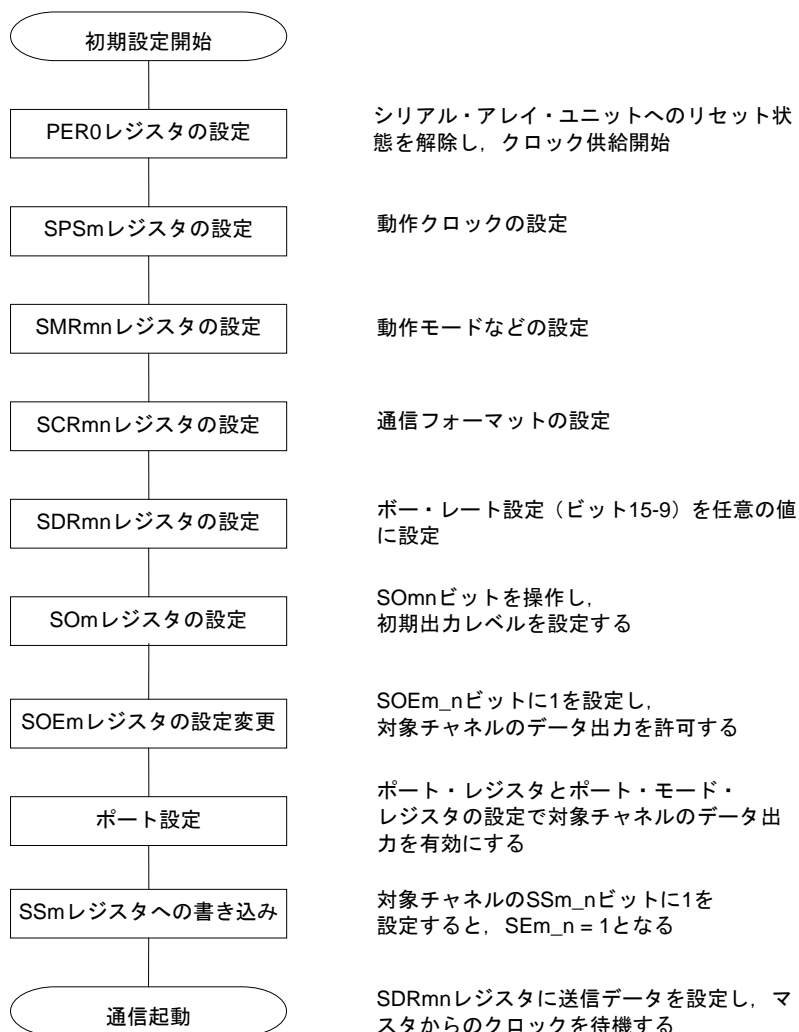 初期設定開始
PER0レジスタの設定
シリアル・アレイ・ユニットへのリセット状
態を解除し，クロック供給開始
SPSmレジスタの設定
動作クロックの設定
SMRmnレジスタの設定
動作モードなどの設定
SCRmnレジスタの設定
通信フォーマットの設定
SDRmnレジスタの設定
ボー・レート設定（ビット15-9）を任意の値
に設定
SOmレジスタの設定
SOmnビットを操作し，
初期出力レベルを設定する
SOEmレジスタの設定変更
SOEm_nビットに1を設定し，
対象チャネルのデータ出力を許可する
ポート設定
ポート・レジスタとポート・モード・
レジスタの設定で対象チャネルのデータ出
力を有効にする
SSmレジスタへの書き込み
対象チャネルのSSm_nビットに1を
設定すると，SEm_n = 1となる
通信起動
SDRmnレジスタに送信データを設定し，マ
スタからのクロックを待機する